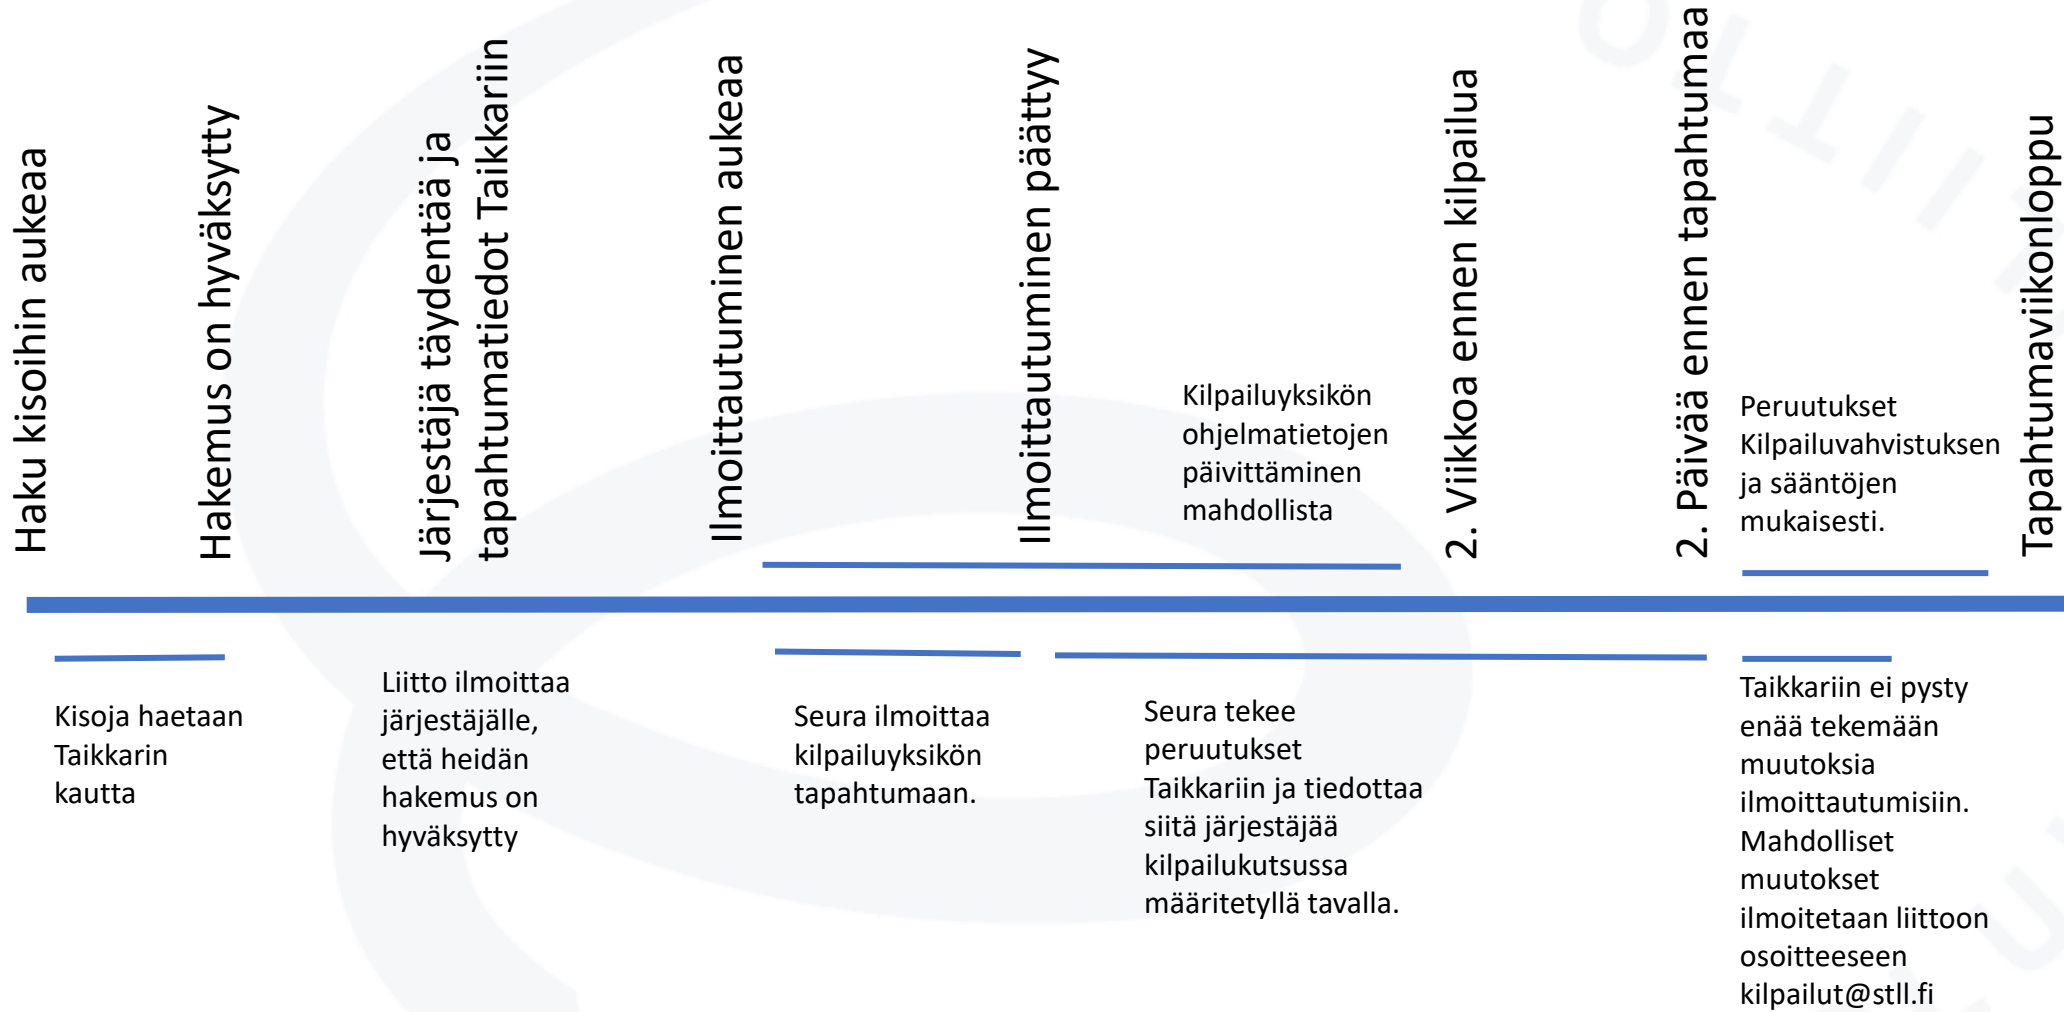 Haku kisoihin aukeaa
Hakemus on hyväksytty
Järjestäjä täydentää ja
tapahtumatiedot Taikkariin
Ilmoittautuminen aukeaa
Ilmoittautuminen päättyy
Kilpailuyksikön
ohjelmatietojen
päivittäminen
mahdollista
2. Viikkoa ennen kilpailua
2. Päivää ennen tapahtumaa
Peruutukset
Kilpailuvahvistuksen
ja sääntöjen
mukaisesti.
Tapahtumaviikonloppu
Kisoja haetaan
Taikkarin
kautta
Liitto ilmoittaa
järjestäjälle,
että heidän
hakemus on
hyväksytty
Seura ilmoittaa
kilpailuyksikön
tapahtumaan.
Seura tekee
peruutukset
Taikkariin ja tiedottaa
siitä järjestäjää
kilpailukutsussa
määritetyllä tavalla.
Taikkariin ei pysty
enää tekemään
muutoksia
ilmoittautumisiin.
Mahdolliset
muutokset
ilmoitetaan liittoon
osoitteeseen
kilpailut@stll.fi